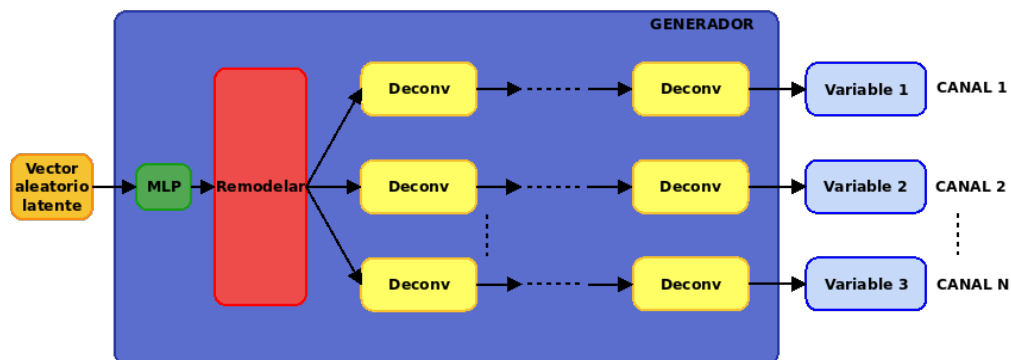 GENERADOR
Deconv
Deconv
Variable 1
CANAL 1
Vector
aleatorio
latente
MLP
Remodelar
Deconv
Deconv
Variable 2
CANAL 2
Deconv
Deconv
Variable 3
CANAL N